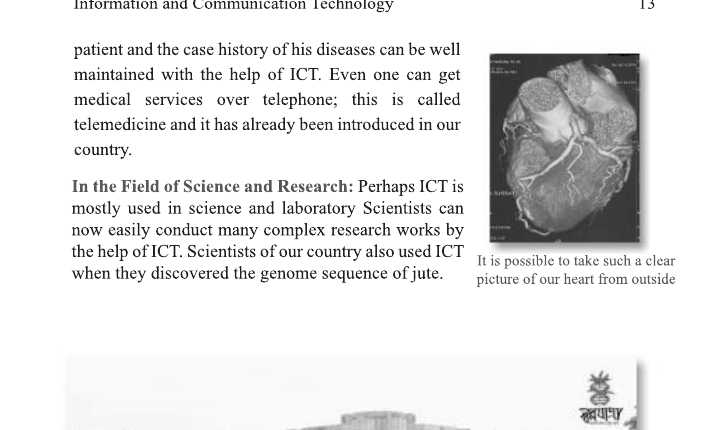 Information and Communication Technology 13
patient and the case history of his diseases can be well
maintained with the help of ICT. Even one can get
medical services over telephone; this is called
telemedicine and it has already been introduced in our
country.
In the Field of Science and Research: Perhaps ICT is
mostly used in science and laboratory Scientists can
now easily conduct many complex research works by
the help of ICT. Scientists of our country also used ICT
when they discovered the genome sequence of jute.
It is possible to take such a clear
picture of our heart from outside